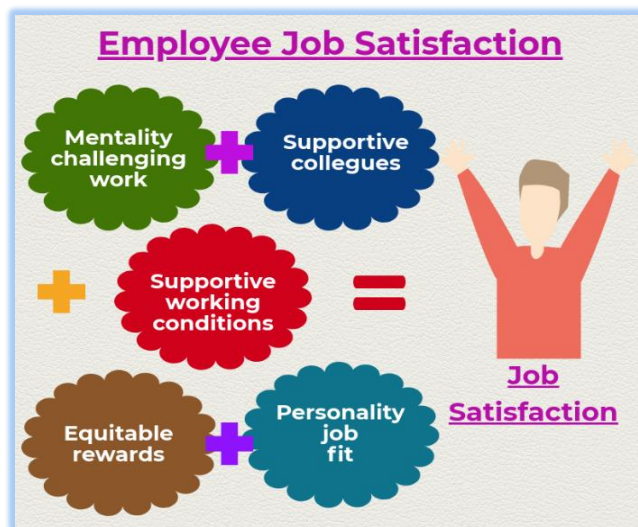 Employee Job Satisfaction
Mentality
challenging
work
Supportive
collegues
Supportive
working
conditions
Equitable
rewards
Personality
job
fit
Job
Satisfaction